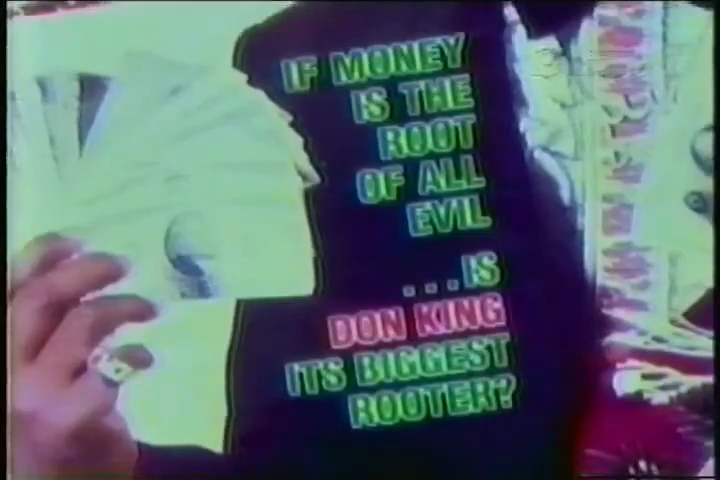 IF MONEY
IS THE
ROOT
OF ALL
EVIL
...IS
DON KING
ITS BIGGEST
ROOTER?